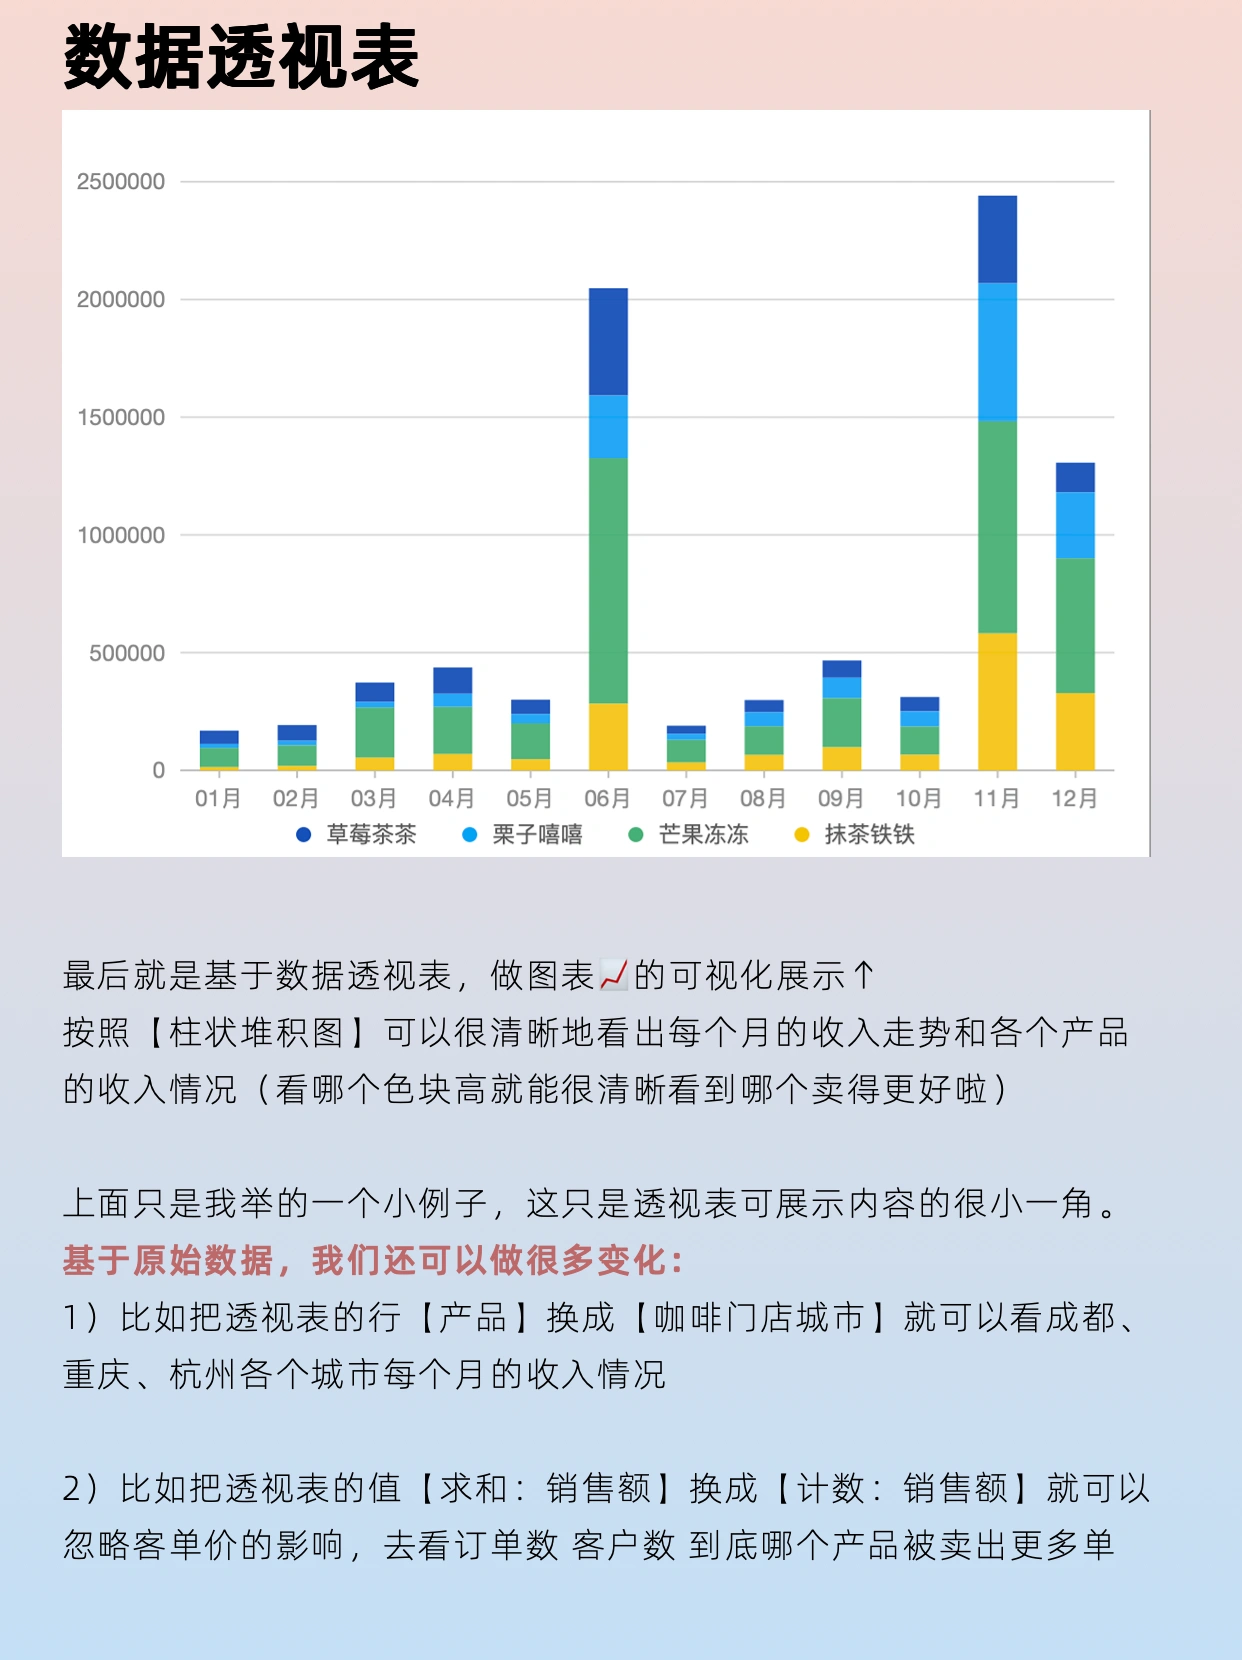 数据透视表
2500000
2000000
1500000
1000000
500000
0
01月 02月 03月 04月 05月 06月 07月 08月 09月 10月 11月 12月
草莓茶茶 栗子嘻嘻 芒果冻冻 抹茶铁铁
最后就是基于数据透视表，做图表📈的可视化展示↑
按照【柱状堆积图】可以很清晰地看出每个月的收入走势和各个产品
的收入情况（看哪个色块高就能很清晰看到哪个卖得更好啦）
上面只是我举的一个小例子，这只是透视表可展示内容的很小一角。
基于原始数据，我们还可以做很多变化：
1）比如把透视表的行【产品】换成【咖啡门店城市】就可以看成都、
重庆、杭州各个城市每个月的收入情况
2）比如把透视表的值【求和：销售额】换成【计数：销售额】就可以
忽略客单价的影响，去看订单数 客户数 到底哪个产品被卖出更多单